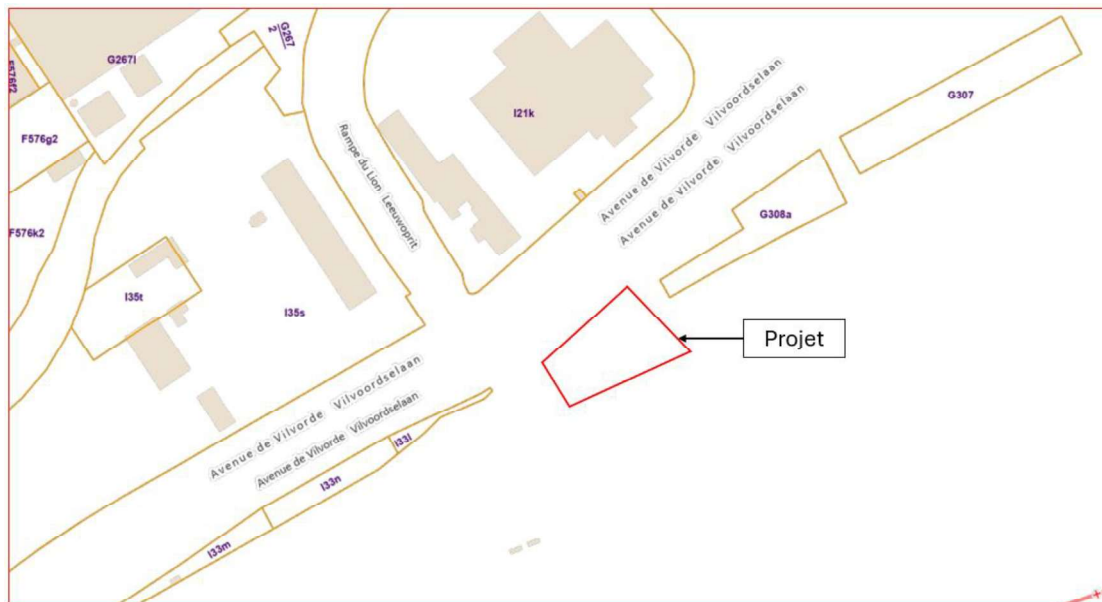 G267
2
G267l
F576f2
F576g2
I21k
G307
Rampe du Lion Leeuwoprit
Avenue de Vilvorde Vilvoordselaan
Avenue de Vilvorde Vilvoordselaan
G308a
F576k2
I35t
I35s
Projet
Avenue de Vilvorde Vilvoordselaan
Avenue de Vilvorde Vilvoordselaan
I33l
I33n
I33m